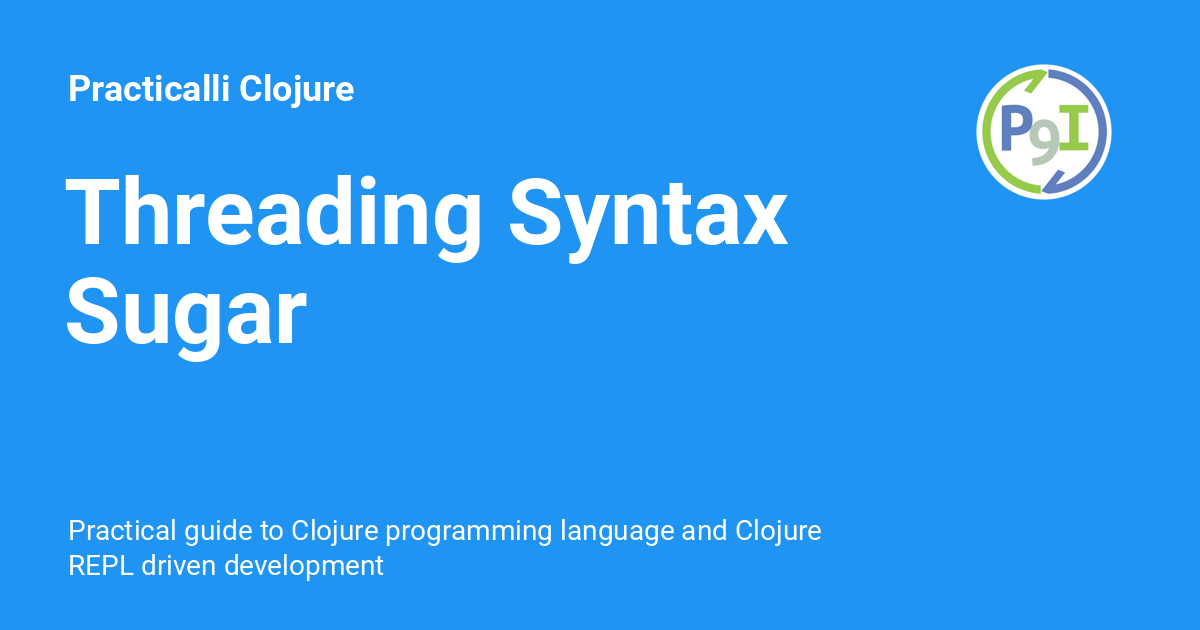 Practicalli Clojure
P9I
Threading Syntax
Sugar
Practical guide to Clojure programming language and Clojure
REPL driven development